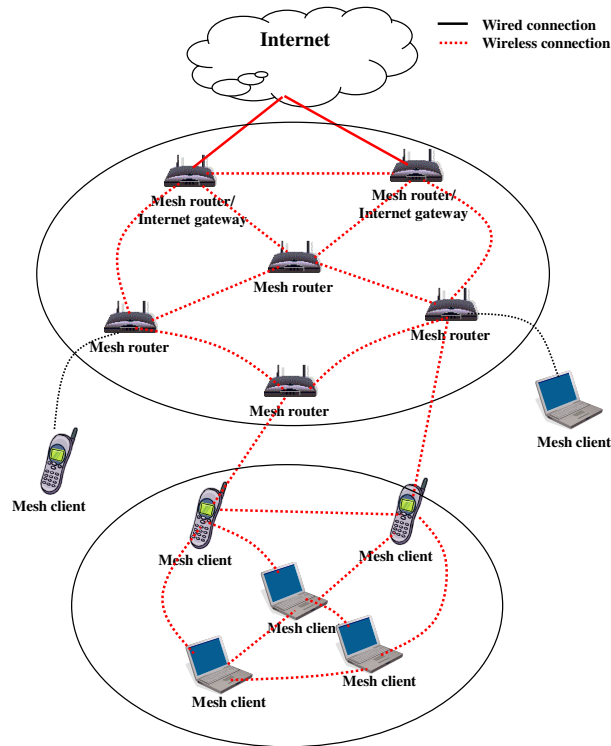 Internet
Wired connection
Wireless connection
Mesh router/
Internet gateway
Mesh router/
Internet gateway
Mesh router
Mesh router
Mesh router
Mesh router
Mesh client
Mesh client
Mesh client
Mesh client
Mesh client
Mesh client
Mesh client